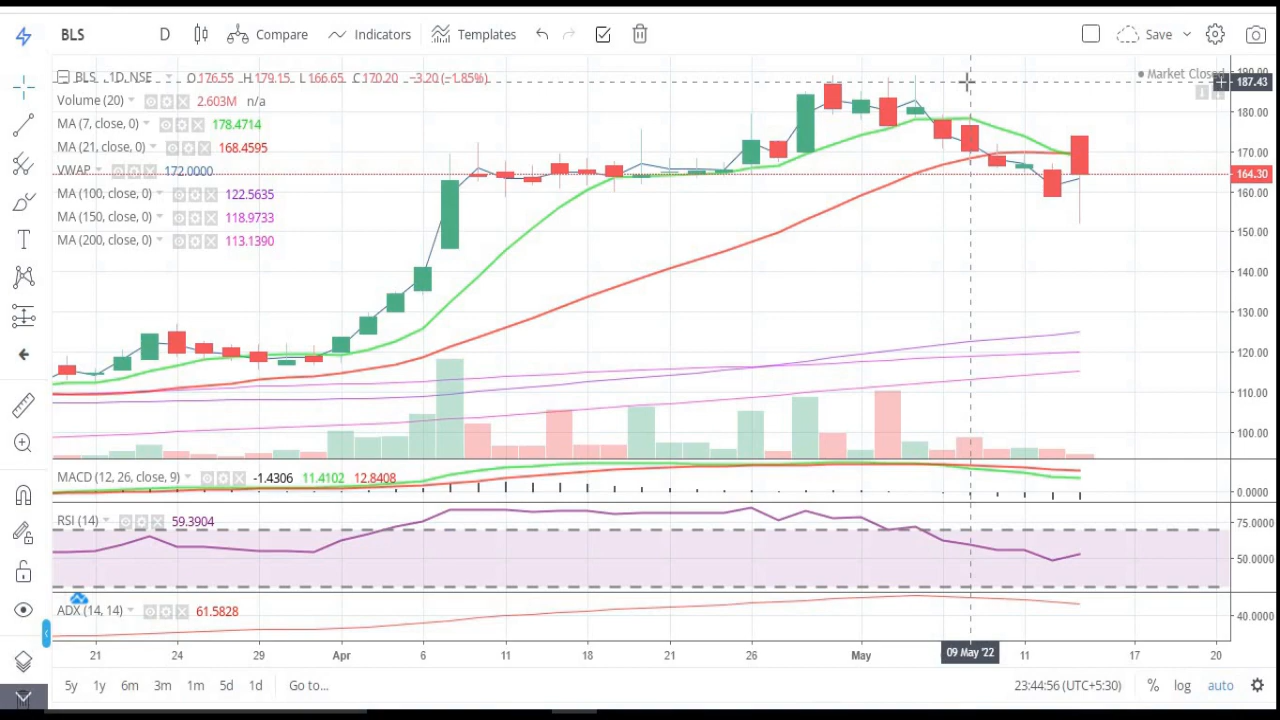 BLS D Compare Indicators Templates Save
BLS , 1D, NSE O176.55 H179.15 L166.65 C170.20 −3.20 (−1.85%)
Market Closed
187.43
Volume (20) 2.603M n/a
MA (7, close, 0) 178.4714
MA (21, close, 0) 168.4595
VWAP 172.0000
MA (100, close, 0) 122.5635
MA (150, close, 0) 118.9733
MA (200, close, 0) 113.1390
180.00
170.00
164.30
160.00
150.00
140.00
130.00
120.00
110.00
100.00
MACD (12, 26, close, 9) -1.4306 11.4102 12.8408
0.0000
RSI (14) 59.3904
75.0000
50.0000
ADX (14, 14) 61.5828
40.0000
21 24 29 Apr 6 11 18 21 26 May 09 May '22 11 17 20
5y 1y 6m 3m 1m 5d 1d Go to... 23:44:56 (UTC+5:30) % log auto